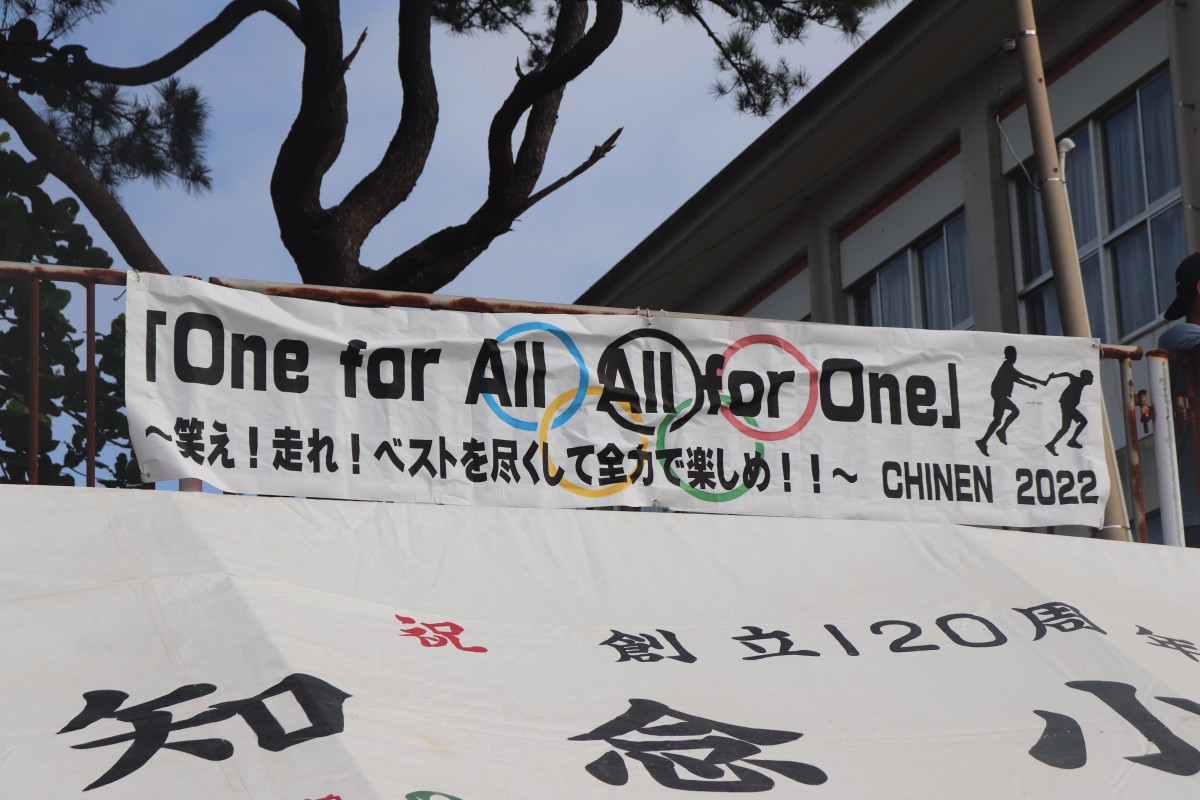 「One for All All for One」
～笑え！走れ！ベストを尽くして全力で楽しめ！！～ CHINEN 2022
祝 創立120周年
知念小